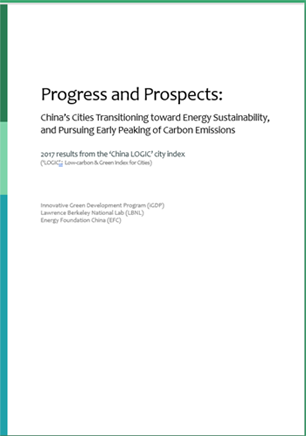 Progress and Prospects:
China's Cities Transitioning toward Energy Sustainability,
and Pursuing Early Peaking of Carbon Emissions
2017 results from the 'China LOGIC' city index
('LOGIC': Low-carbon & Green Index for Cities)
Innovative Green Development Program (iGDP)
Lawrence Berkeley National Lab (LBNL)
Energy Foundation China (EFC)